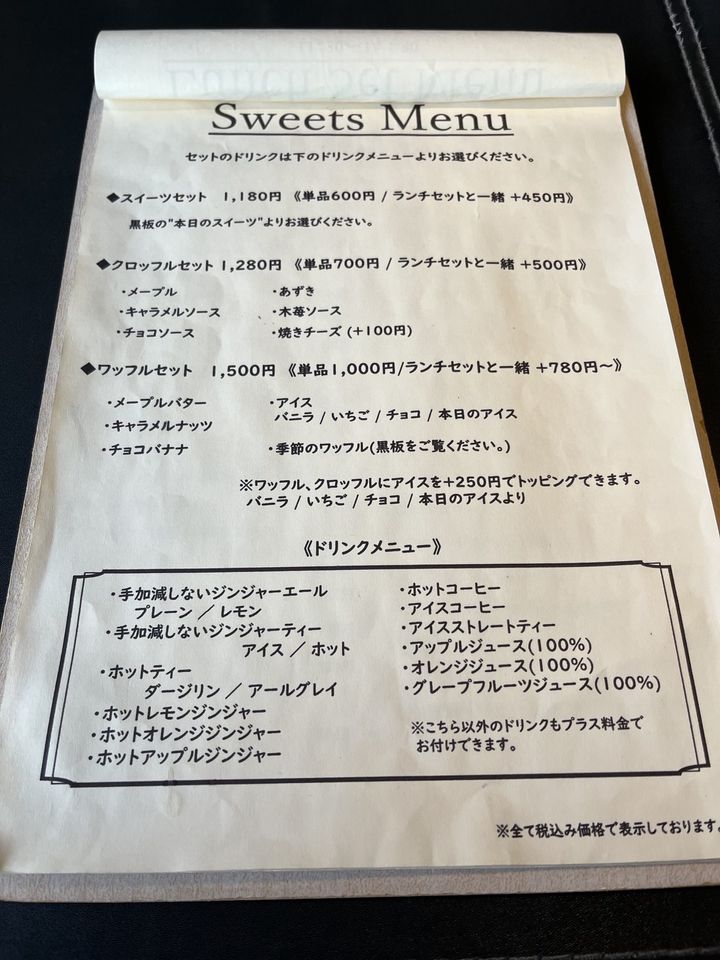 Sweets Menu
セットのドリンクは下のドリンクメニューよりお選びください。
◆スイーツセット 1,180円 《単品600円 / ランチセットと一緒 +450円》
黒板の"本日のスイーツ"よりお選びください。
◆クロッフルセット 1,280円 《単品700円 / ランチセットと一緒 +500円》
・メープル ・あずき
・キャラメルソース ・木苺ソース
・チョコソース ・焼きチーズ (+100円)
◆ワッフルセット 1,500円 《単品1,000円/ランチセットと一緒 +780円～》
・メープルバター ・アイス
バニラ / いちご / チョコ / 本日のアイス
・キャラメルナッツ
・チョコバナナ ・季節のワッフル(黒板をご覧ください。)
※ワッフル、クロッフルにアイスを+250円でトッピングできます。
バニラ / いちご / チョコ / 本日のアイスより
《ドリンクメニュー》
・手加減しないジンジャーエール
プレーン ／ レモン
・手加減しないジンジャーティー
アイス ／ ホット
・ホットティー
ダージリン ／ アールグレイ
・ホットレモンジンジャー
・ホットオレンジジンジャー
・ホットアップルジンジャー
・ホットコーヒー
・アイスコーヒー
・アイスストレートティー
・アップルジュース(100%)
・オレンジジュース(100%)
・グレープフルーツジュース(100%)
※こちら以外のドリンクもプラス料金で
お付けできます。
※全て税込み価格で表示しております。